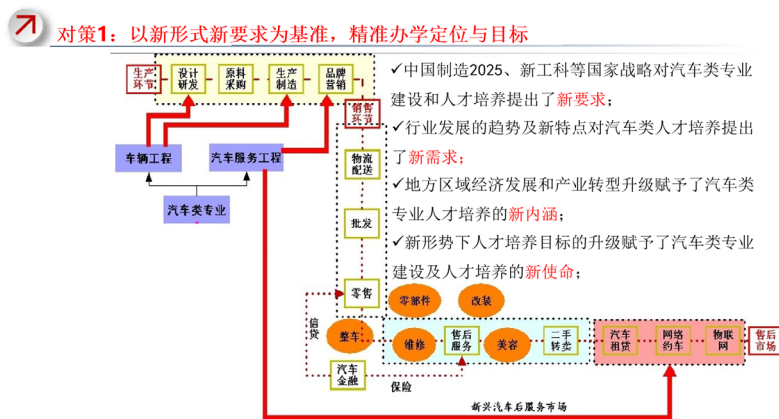 对策1：以新形式新要求为基准，精准办学定位与目标
生产环节
设计研发
原料采购
生产制造
品牌营销
销售环节
车辆工程
汽车服务工程
汽车类专业
物流配送
批发
零售
✓中国制造2025、新工科等国家战略对汽车类专业
建设和人才培养提出了新要求；
✓行业发展的趋势及新特点对汽车类人才培养提出
了新需求；
✓地方区域经济发展和产业转型升级赋予了汽车类
专业人才培养的新内涵；
✓新形势下人才培养目标的升级赋予了汽车类专业
建设及人才培养的新使命；
零部件
改装
信贷
整车
维修
售后服务
美容
二手转卖
汽车租赁
网络约车
物联网
售后市场
汽车金融
保险
新兴汽车后服务市场